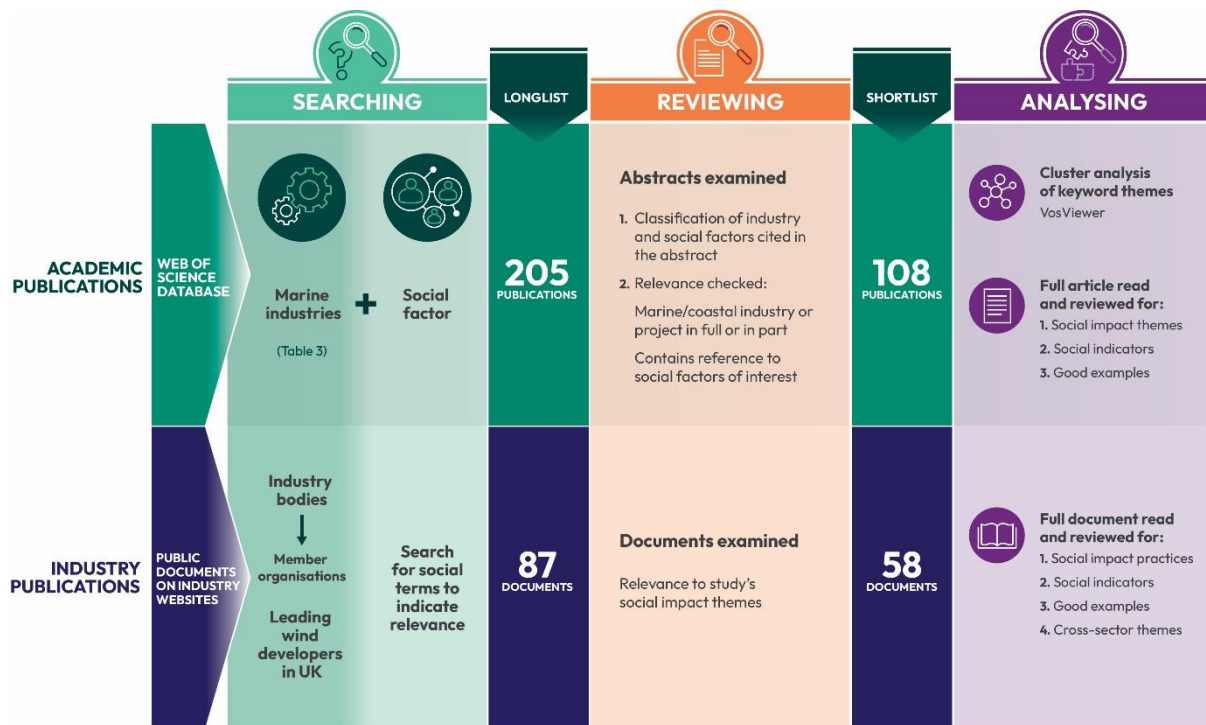 SEARCHING
LONGLIST
REVIEWING
SHORTLIST
ANALYSING
ACADEMIC
PUBLICATIONS
WEB OF
SCIENCE
DATABASE
Marine
industries
(Table 3)
+
Social
factor
205
PUBLICATIONS
Abstracts examined
1. Classification of industry
and social factors cited in
the abstract
2. Relevance checked:
Marine/coastal industry or
project in full or in part
Contains reference to
social factors of interest
108
PUBLICATIONS
Cluster analysis
of keyword themes
VosViewer
Full article read
and reviewed for:
1. Social impact themes
2. Social indicators
3. Good examples
INDUSTRY
PUBLICATIONS
PUBLIC
DOCUMENTS
ON INDUSTRY
WEBSITES
Industry
bodies
Member
organisations
Leading
wind
developers
in UK
Search
for social
terms to
indicate
relevance
87
DOCUMENTS
Documents examined
Relevance to study's
social impact themes
58
DOCUMENTS
Full document read
and reviewed for:
1. Social impact practices
2. Social indicators
3. Good examples
4. Cross-sector themes